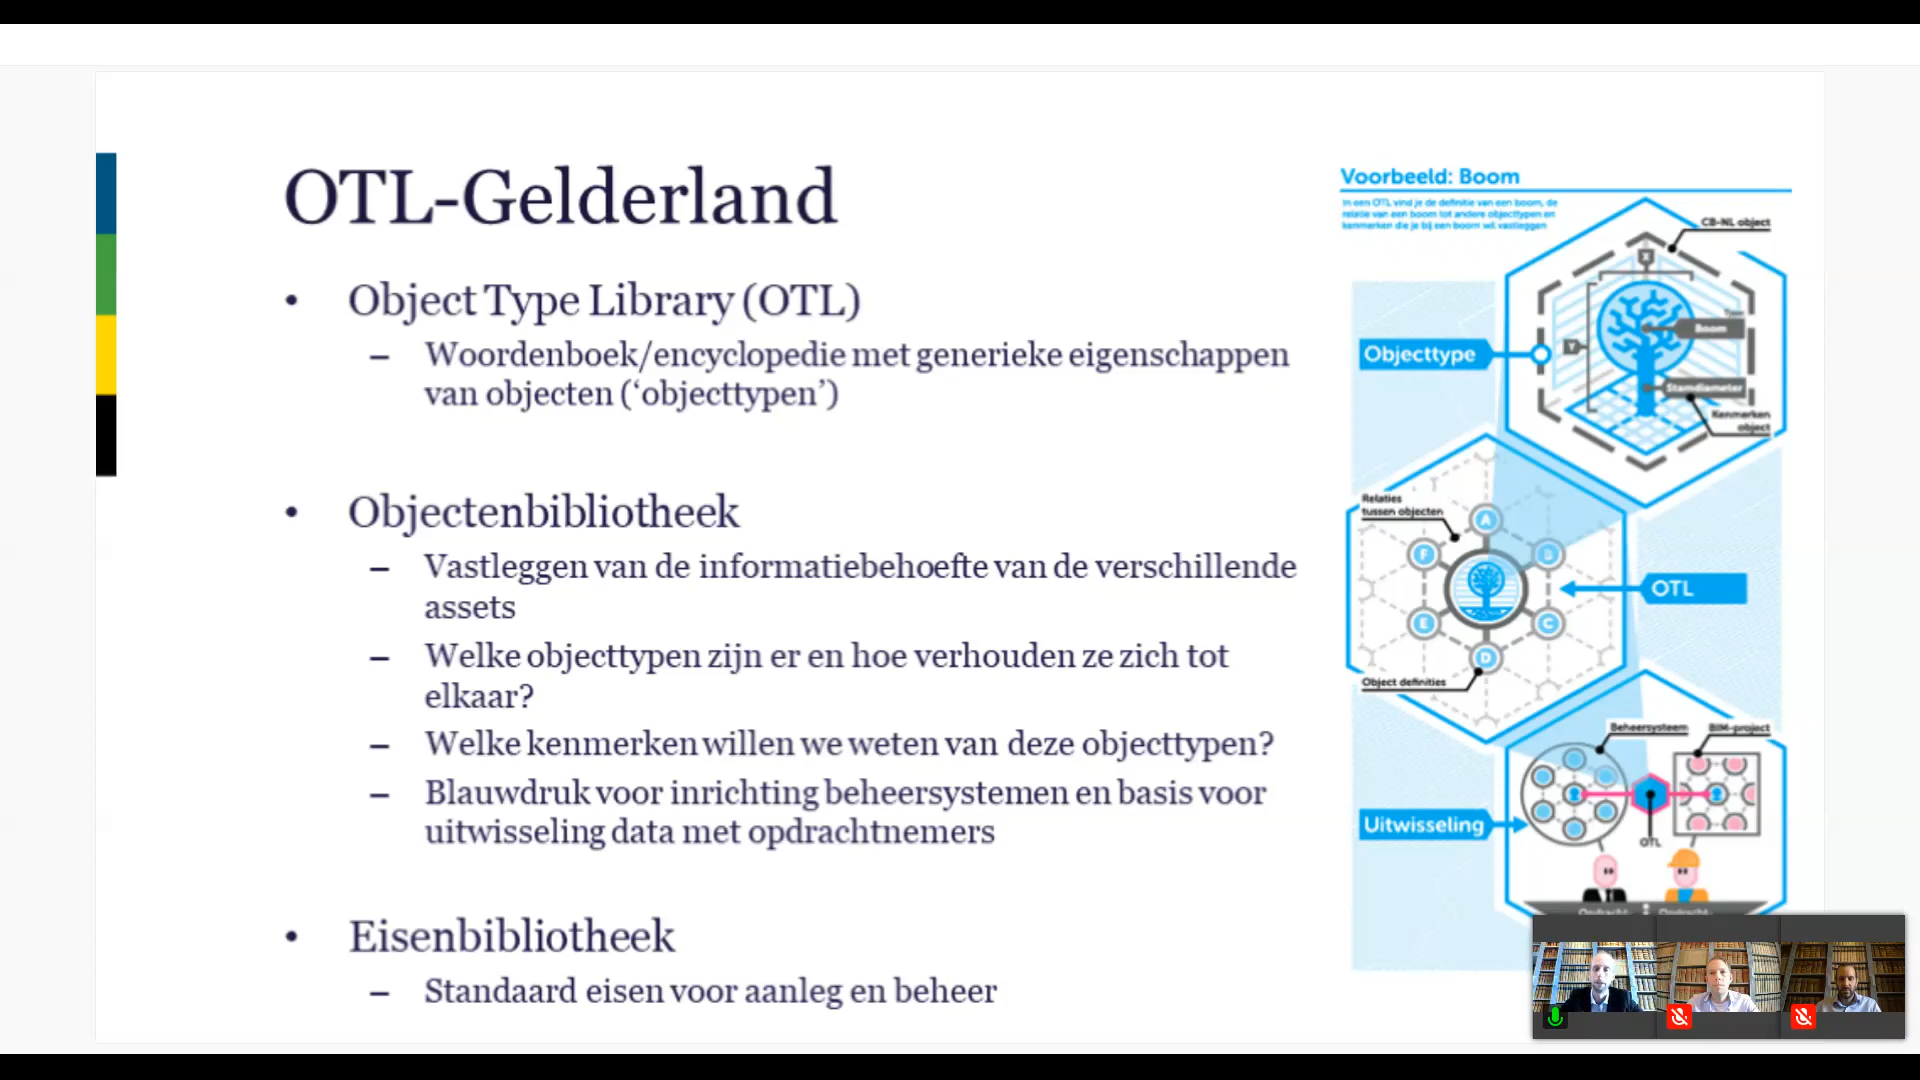 OTL-Gelderland
• Object Type Library (OTL)
– Woordenboek/encyclopedie met generieke eigenschappen
van objecten (‘objecttypen’)
• Objectenbibliotheek
– Vastleggen van de informatiebehoefte van de verschillende
assets
– Welke objecttypen zijn er en hoe verhouden ze zich tot
elkaar?
– Welke kenmerken willen we weten van deze objecttypen?
– Blauwdruk voor inrichting beheersystemen en basis voor
uitwisseling data met opdrachtnemers
• Eisenbibliotheek
– Standaard eisen voor aanleg en beheer
Voorbeeld: Boom
In een OTL vind je de definitie van een boom, de
relatie van een boom tot andere objecttypen en
kenmerken die je bij een boom wil vastleggen
CB-NL object
X
Type
Boom
Y
Objecttype
Stamdiameter
Kenmerken
object
Relaties
tussen objecten
A
F
B
OTL
E
C
D
Object definities
Beheersysteem
BIM-project
Uitwisseling
OTL
Opdracht-
Opdracht-